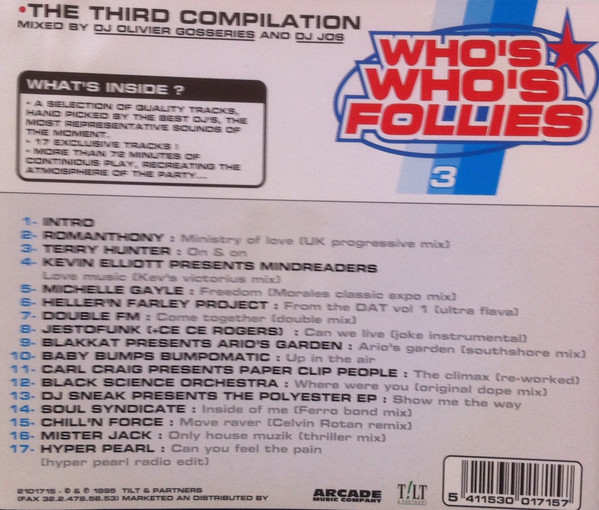 •THE THIRD COMPILATION
MIXED BY DJ OLIVIER GOSSERIES AND DJ JOS
WHO'S
WHO'S
FOLLIES
3
WHAT'S INSIDE ?
• A SELECTION OF QUALITY TRACKS,
HAND PICKED BY THE BEST DJ'S, THE
MOST REPRESENTATIVE SOUNDS OF
THE MOMENT.
• 17 EXCLUSIVE TRACKS !
• MORE THAN 72 MINUTES OF
CONTINIOUS PLAY, RECREATING THE
ATMOSPHERE OF THE PARTY...
1- INTRO
2- ROMANTHONY : Ministry of love (UK progressive mix)
3- TERRY HUNTER : On & on
4- KEVIN ELLIOTT PRESENTS MINDREADERS
Love music (Kev's victorius mix)
5- MICHELLE GAYLE : Freedom (Morales classic expo mix)
6- HELLER'N FARLEY PROJECT : From the DAT vol 1 (ultra flava)
7- DOUBLE FM : Come together (double mix)
8- JESTOFUNK (+CE CE ROGERS) : Can we live (joke instrumental)
9- BLAKKAT PRESENTS ARIO'S GARDEN : Ario's garden (southshore mix)
10- BABY BUMPS BUMPOMATIC : Up in the air
11- CARL CRAIG PRESENTS PAPER CLIP PEOPLE : The climax (re-worked)
12- BLACK SCIENCE ORCHESTRA : Where were you (original dope mix)
13- DJ SNEAK PRESENTS THE POLYESTER EP : Show me the way
14- SOUL SYNDICATE : Inside of me (Ferro bond mix)
15- CHILL'N FORCE : Move raver (Celvin Rotan remix)
16- MISTER JACK : Only house muzik (thriller mix)
17- HYPER PEARL : Can you feel the pain
(hyper pearl radio edit)
2101715 - © & ℗ 1995 TILT & PARTNERS
(FAX 32.2.478.58.53) MARKETED AN DISTRIBUTED BY
ARCADE
MUSIC COMPANY
T!LT
& PARTNERS
5 411530 017157